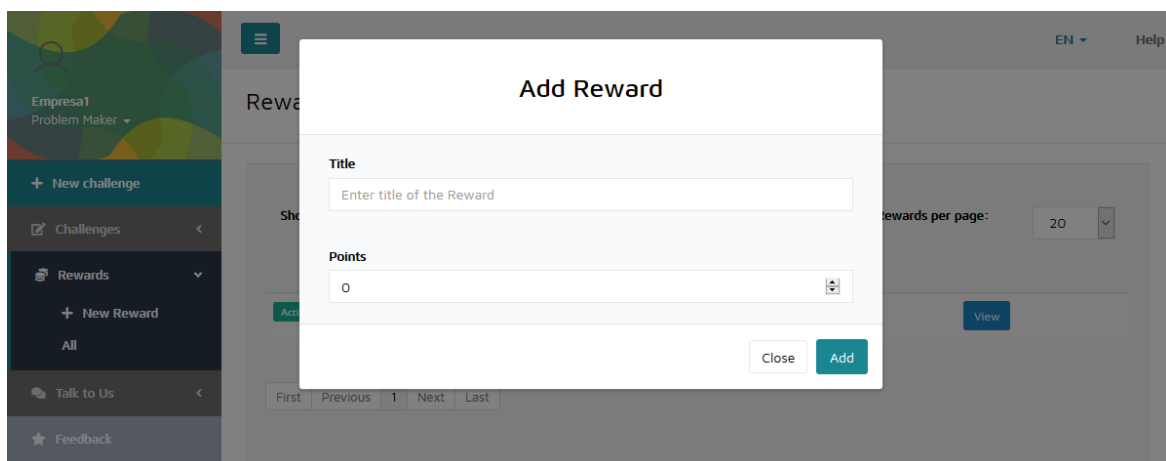 EN
Help
Empresa1
Problem Maker
Rewa
Add Reward
New challenge
Title
Enter title of the Reward
Challenges
Sho
ewards per page:
20
Points
Rewards
0
New Reward
Acti
View
All
Close
Add
Talk to Us
First Previous 1 Next Last
Feedback